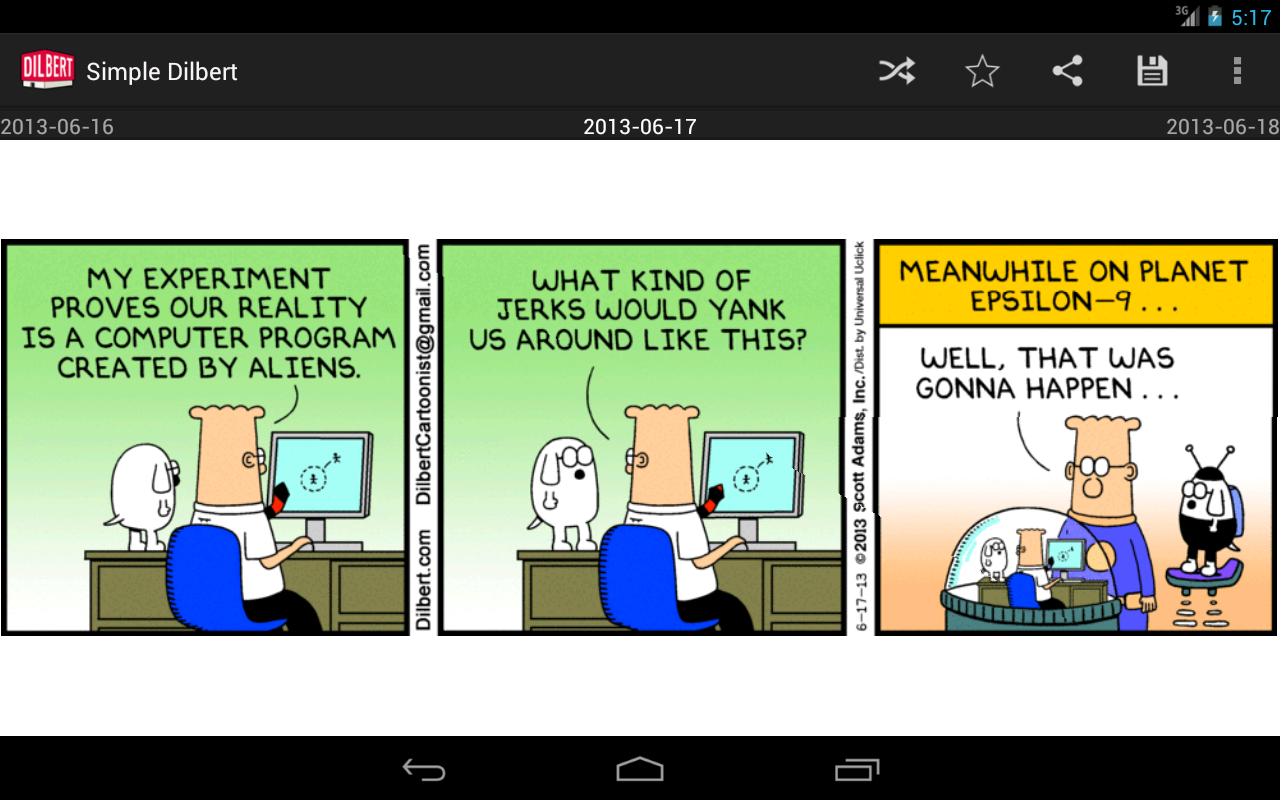 3G 5:17
DILBERT Simple Dilbert
2013-06-16 2013-06-17 2013-06-18
MY EXPERIMENT
PROVES OUR REALITY
IS A COMPUTER PROGRAM
CREATED BY ALIENS.
Dilbert.com DilbertCartoonist@gmail.com
WHAT KIND OF
JERKS WOULD YANK
US AROUND LIKE THIS?
6-17-13 ©2013 Scott Adams, Inc./Dist. by Universal Uclick
MEANWHILE ON PLANET
EPSILON-9 . . .
WELL, THAT WAS
GONNA HAPPEN . . .